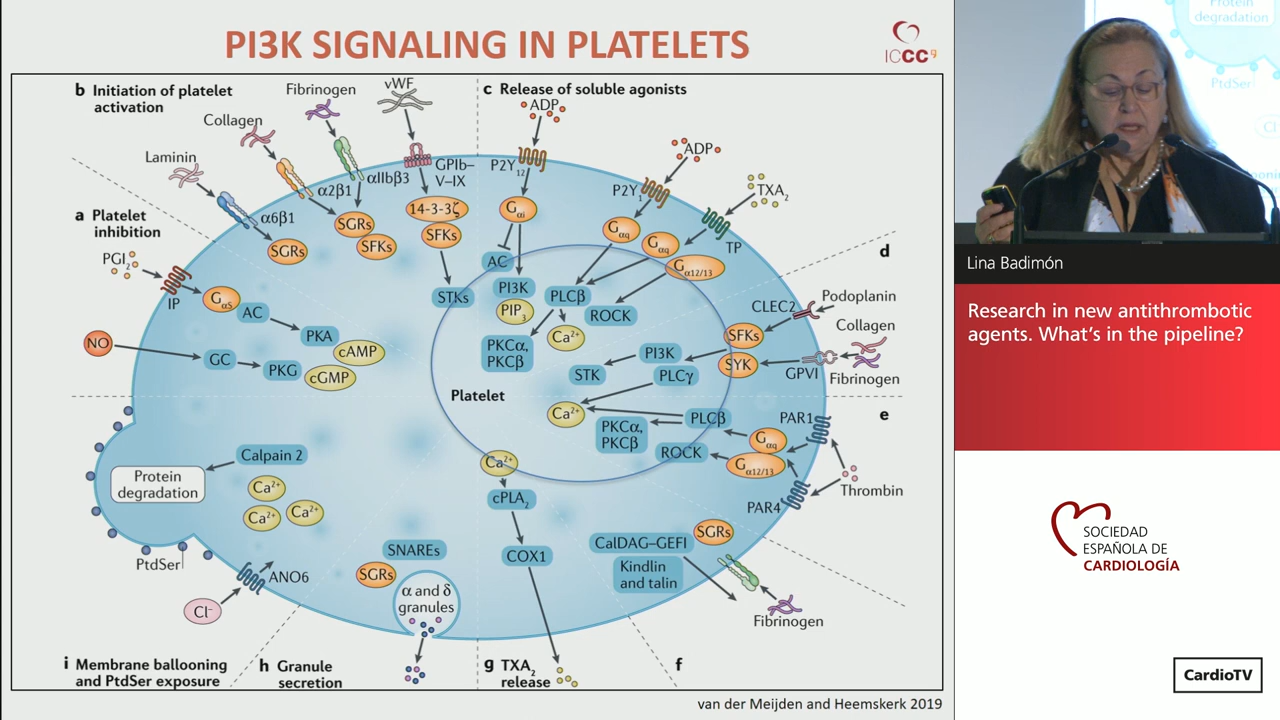 PI3K SIGNALING IN PLATELETS
ICCC
b Initiation of platelet
activation
Fibrinogen
vWF
Collagen
Laminin
GPIb–
V–IX
αIIbβ3
α2β1
α6β1
14-3-3ζ
SGRs
SFKs
SFKs
SGRs
STKs
c Release of soluble agonists
ADP
P2Y12
Gαi
AC
PI3K
PIP3
ADP
P2Y1
TXA2
TP
Gαq
Gαq
Gα12/13
PLCβ
ROCK
PKCα,
PKCβ
Ca2+
a Platelet
inhibition
PGI2
IP
GαS
AC
PKA
cAMP
NO
GC
PKG
cGMP
Platelet
d
CLEC2
Podoplanin
Collagen
SFKs
SYK
GPVI
Fibrinogen
PI3K
STK
PLCγ
Ca2+
e
PAR1
PLCβ
PKCα,
PKCβ
ROCK
Gαq
Gα12/13
Thrombin
PAR4
Calpain 2
Protein
degradation
Ca2+
Ca2+
Ca2+
PtdSer
ANO6
Cl−
SNAREs
SGRs
α and δ
granules
Ca2+
cPLA2
COX1
SGRs
CalDAG–GEFI
Kindlin
and talin
Fibrinogen
i Membrane ballooning
and PtdSer exposure
h Granule
secretion
g TXA2
release
f
van der Meijden and Heemskerk 2019
Protein
degradation
PtdSer
Lina Badimón
Research in new antithrombotic
agents. What's in the pipeline?
SOCIEDAD
ESPAÑOLA DE
CARDIOLOGÍA
CardioTV